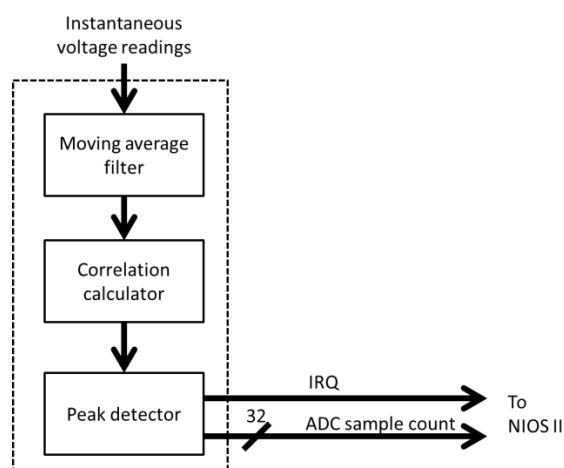 Instantaneous
voltage readings
Moving average
filter
Correlation
calculator
Peak detector
IRQ
32
ADC sample count
To
NIOS II